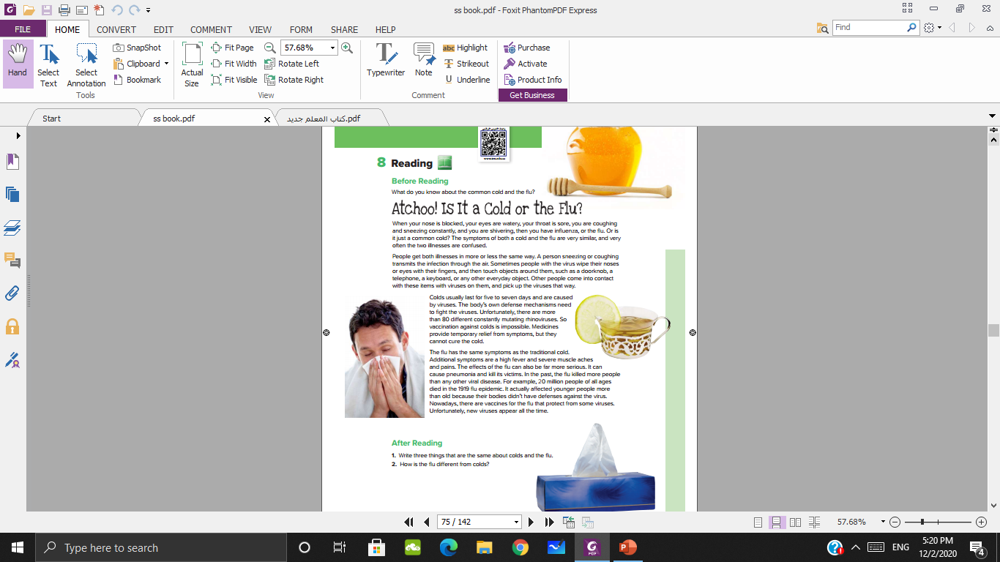 ss book.pdf - Foxit PhantomPDF Express
FILE
HOME
CONVERT
EDIT
COMMENT
VIEW
FORM
SHARE
HELP
Find
Hand
Select Text
Select Annotation
SnapShot
Clipboard
Bookmark
Tools
Actual Size
Fit Page
Fit Width
Fit Visible
57.68%
Rotate Left
Rotate Right
View
Typewriter
Note
abc Highlight
T Strikeout
U Underline
Comment
Purchase
Activate
Product Info
Get Business
Start
ss book.pdf
كتاب المعلم جديد.pdf
www.ien.edu.sa
8 Reading
Before Reading
What do you know about the common cold and the flu?
Atchoo! Is It a Cold or the Flu?
When your nose is blocked, your eyes are watery, your throat is sore, you are coughing
and sneezing constantly, and you are shivering, then you have influenza, or the flu. Or is
it just a common cold? The symptoms of both a cold and the flu are very similar, and very
often the two illnesses are confused.
People get both illnesses in more or less the same way. A person sneezing or coughing
transmits the infection through the air. Sometimes people with the virus wipe their noses
or eyes with their fingers, and then touch objects around them, such as a doorknob, a
telephone, a keyboard, or any other everyday object. Other people come into contact
with these items with viruses on them, and pick up the viruses that way.
Colds usually last for five to seven days and are caused
by viruses. The body's own defense mechanisms need
to fight the viruses. Unfortunately, there are more
than 80 different constantly mutating rhinoviruses. So
vaccination against colds is impossible. Medicines
provide temporary relief from symptoms, but they
cannot cure the cold.
The flu has the same symptoms as the traditional cold.
Additional symptoms are a high fever and severe muscle aches
and pains. The effects of the flu can also be far more serious. It can
cause pneumonia and kill its victims. In the past, the flu killed more people
than any other viral disease. For example, 20 million people of all ages
died in the 1919 flu epidemic. It actually affected younger people more
than old because their bodies didn't have defenses against the virus.
Nowadays, there are vaccines for the flu that protect from some viruses.
Unfortunately, new viruses appear all the time.
After Reading
1. Write three things that are the same about colds and the flu.
2. How is the flu different from colds?
75 / 142
57.68%
Type here to search
ENG
5:20 PM
12/2/2020
4